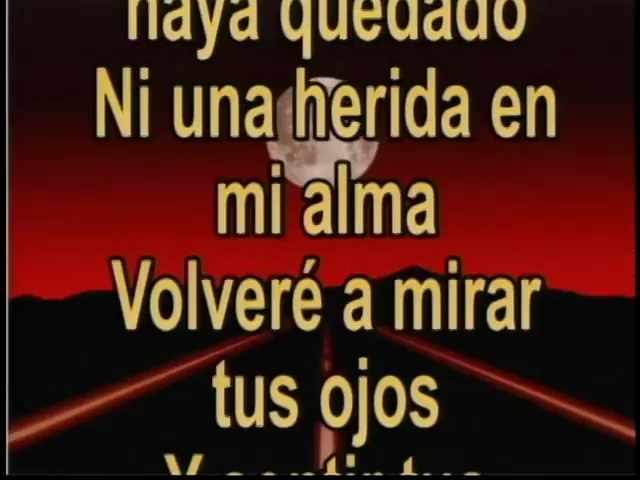 haya quedado
Ni una herida en
mi alma
Volveré a mirar
tus ojos
Y sentir tus